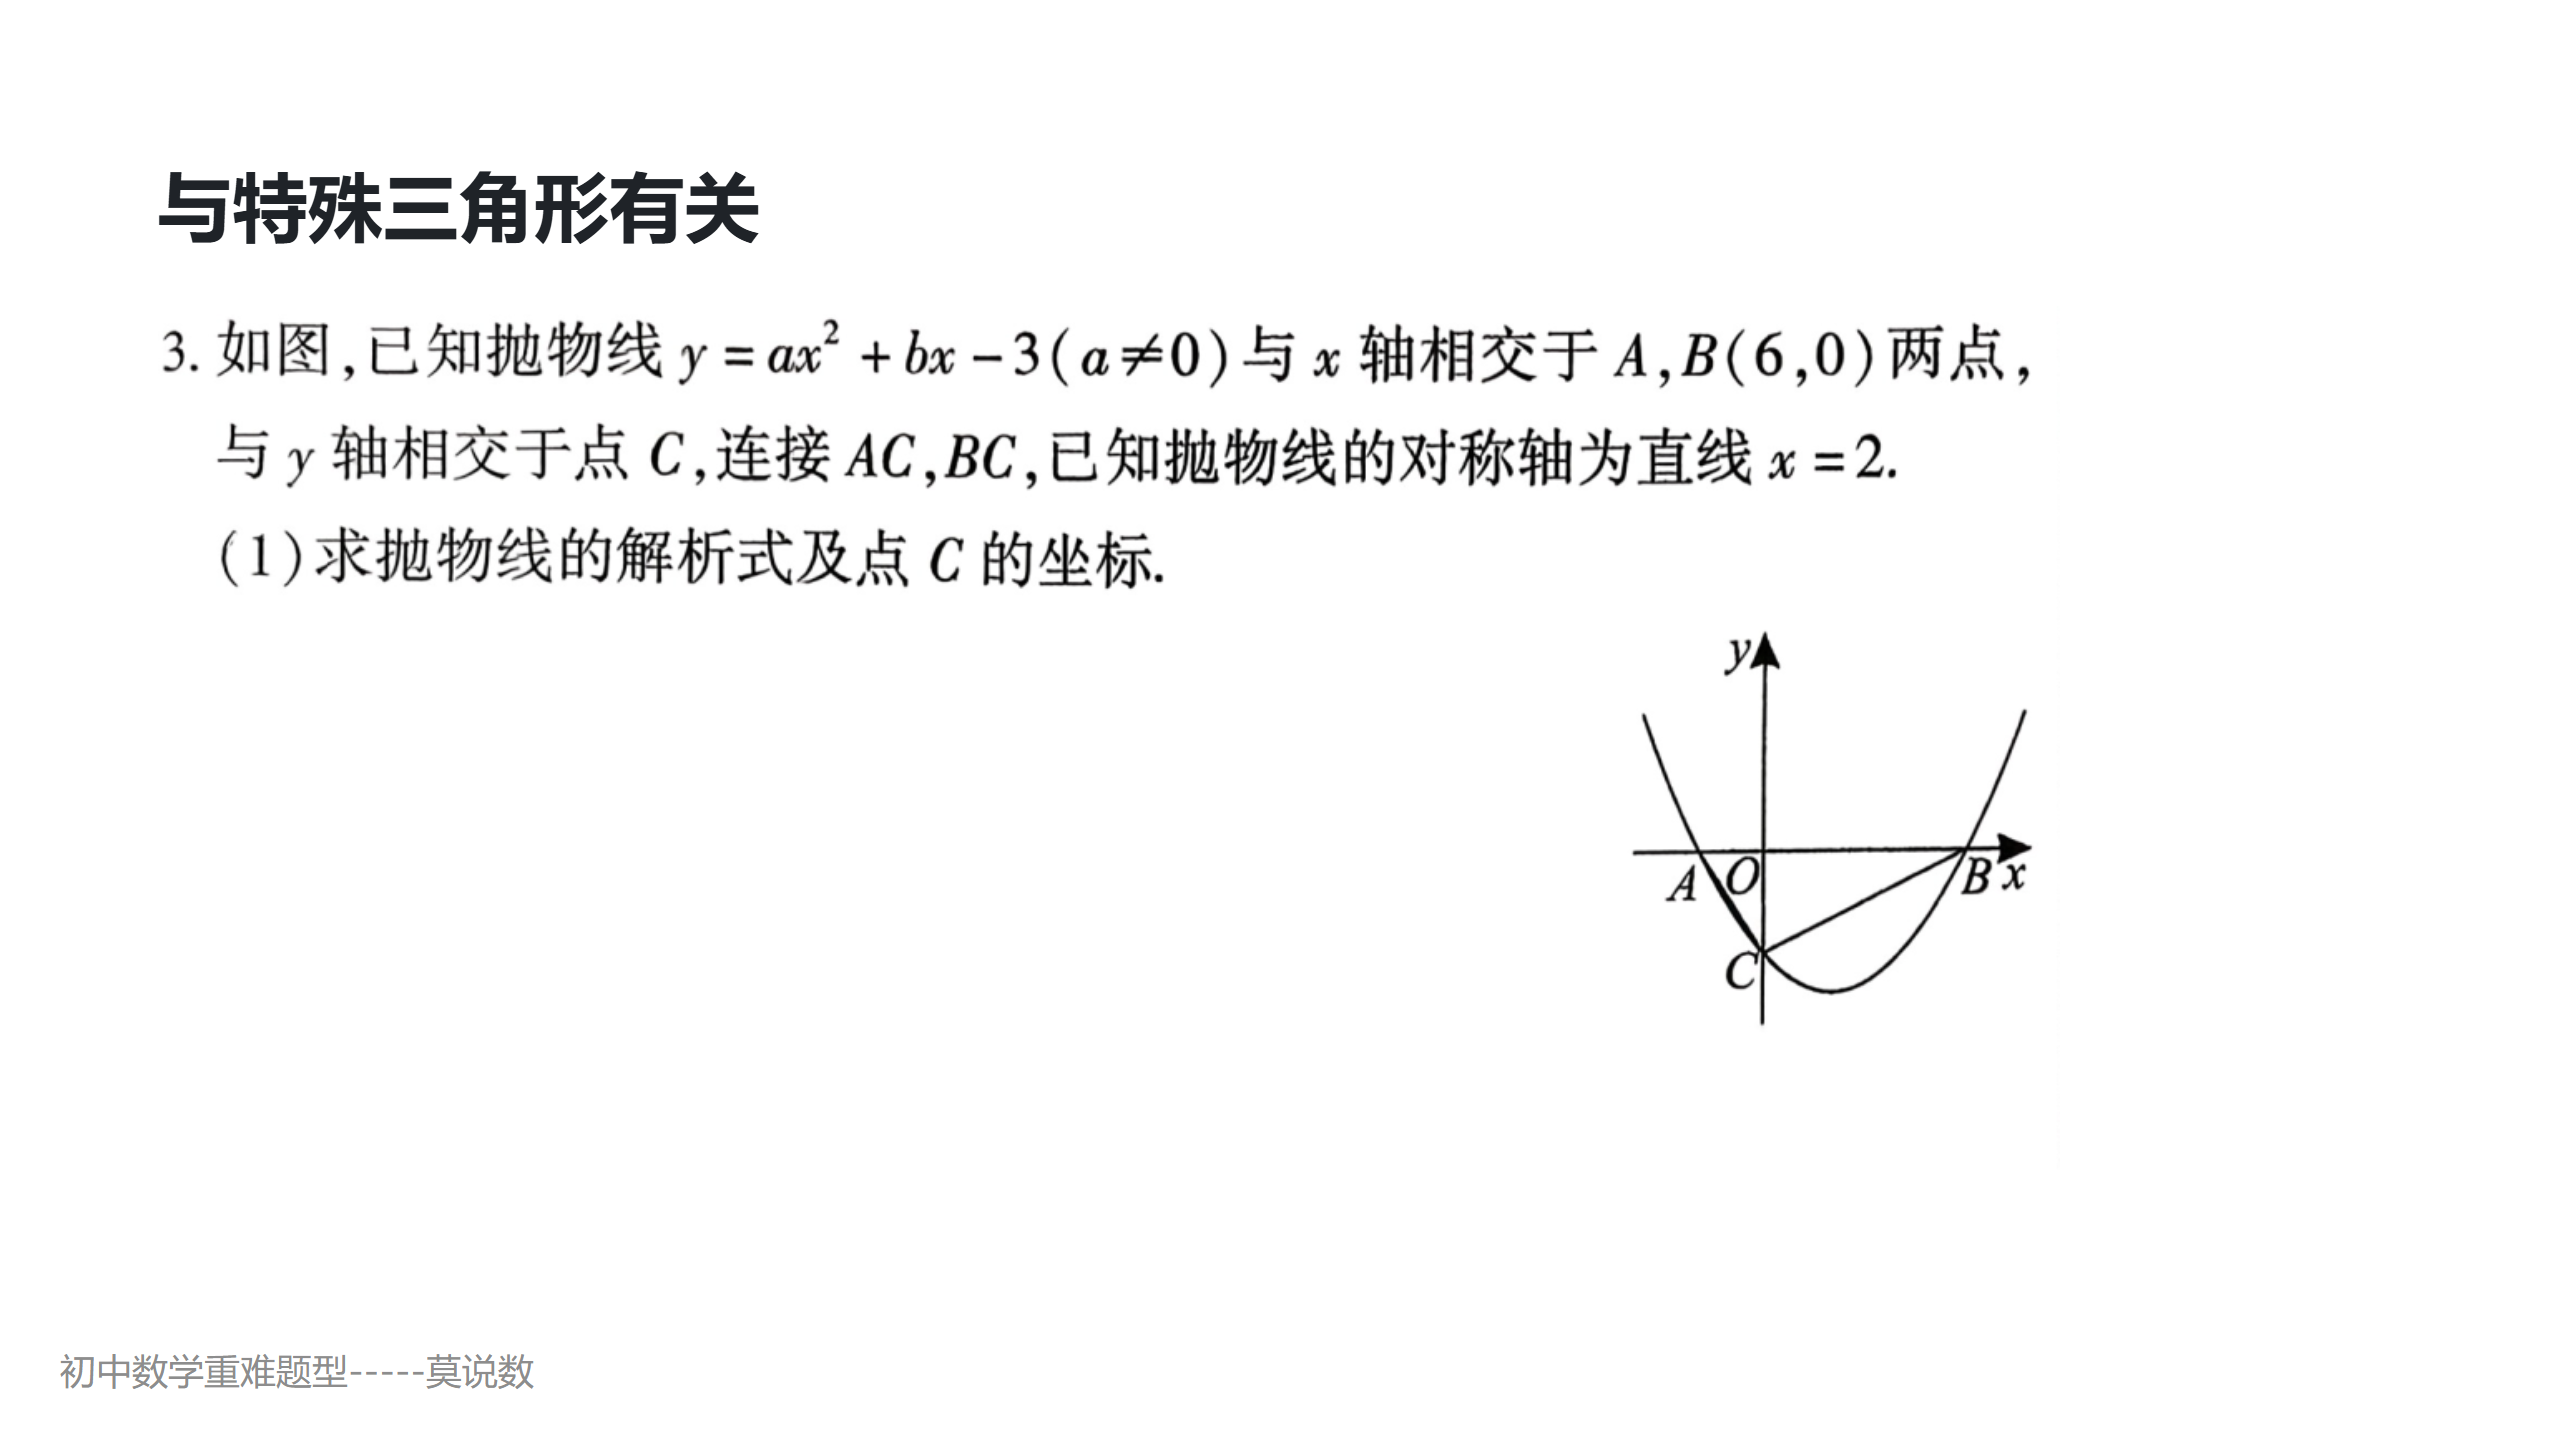 与特殊三角形有关
3. 如图,已知抛物线 y = ax² + bx - 3(a≠0)与 x 轴相交于 A,B(6,0)两点,
与 y 轴相交于点 C,连接 AC,BC,已知抛物线的对称轴为直线 x = 2.
(1)求抛物线的解析式及点 C 的坐标.
y
A O B x
C
初中数学重难题型-----莫说数